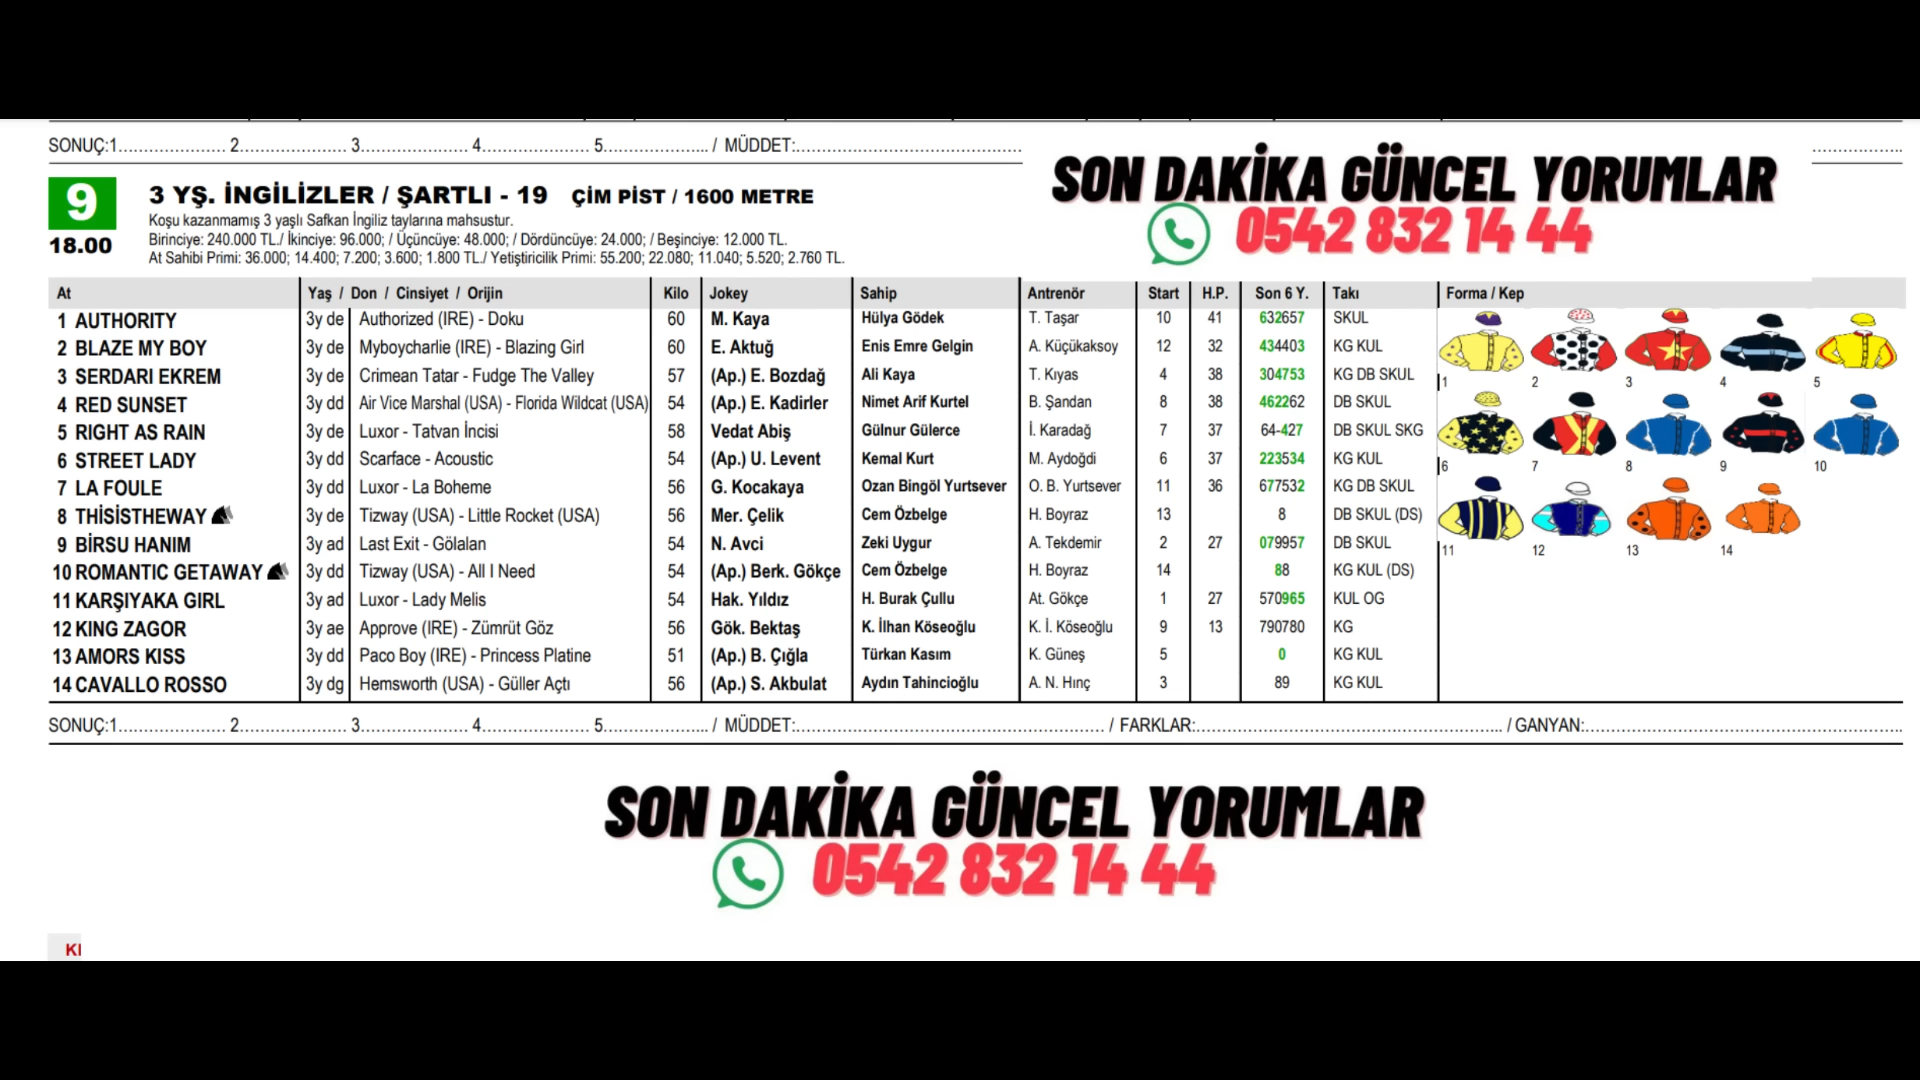 SONUÇ:1..................... 2..................... 3..................... 4..................... 5..................... / MÜDDET:............................................
SON DAKİKA GÜNCEL YORUMLAR
0542 832 14 44
9 3 YŞ. İNGİLİZLER / ŞARTLI - 19 ÇİM PİST / 1600 METRE
Koşu kazanmamış 3 yaşlı Safkan İngiliz taylarına mahsustur.
18.00 Birinciye: 240.000 TL./ İkinciye: 96.000; / Üçüncüye: 48.000; / Dördüncüye: 24.000; / Beşinciye: 12.000 TL.
At Sahibi Primi: 36.000; 14.400; 7.200; 3.600; 1.800 TL./ Yetiştiricilik Primi: 55.200; 22.080; 11.040; 5.520; 2.760 TL.
At Yaş / Don / Cinsiyet / Orijin Kilo Jokey Sahip Antrenör Start H.P. Son 6 Y. Takı Forma / Kep
1 AUTHORITY 3y de Authorized (IRE) - Doku 60 M. Kaya Hülya Gödek T. Taşar 10 41 632657 SKUL
2 BLAZE MY BOY 3y de Myboycharlie (IRE) - Blazing Girl 60 E. Aktuğ Enis Emre Gelgin A. Küçükaksoy 12 32 434403 KG KUL
3 SERDARI EKREM 3y de Crimean Tatar - Fudge The Valley 57 (Ap.) E. Bozdağ Ali Kaya T. Kıyas 4 38 304753 KG DB SKUL
1 2 3 4 5
4 RED SUNSET 3y dd Air Vice Marshal (USA) - Florida Wildcat (USA) 54 (Ap.) E. Kadirler Nimet Arif Kurtel B. Şandan 8 38 462262 DB SKUL
5 RIGHT AS RAIN 3y de Luxor - Tatvan İncisi 58 Vedat Abiş Gülnur Gülerce İ. Karadağ 7 37 64-427 DB SKUL SKG
6 STREET LADY 3y dd Scarface - Acoustic 54 (Ap.) U. Levent Kemal Kurt M. Aydoğdi 6 37 223534 KG KUL
6 7 8 9 10
7 LA FOULE 3y dd Luxor - La Boheme 56 G. Kocakaya Ozan Bingöl Yurtsever O. B. Yurtsever 11 36 677532 KG DB SKUL
8 THİSİSTHEWAY 3y de Tizway (USA) - Little Rocket (USA) 56 Mer. Çelik Cem Özbelge H. Boyraz 13 8 DB SKUL (DS)
9 BİRSU HANIM 3y ad Last Exit - Gölalan 54 N. Avci Zeki Uygur A. Tekdemir 2 27 079957 DB SKUL
11 12 13 14
10 ROMANTIC GETAWAY 3y dd Tizway (USA) - All I Need 54 (Ap.) Berk. Gökçe Cem Özbelge H. Boyraz 14 88 KG KUL (DS)
11 KARŞIYAKA GIRL 3y ad Luxor - Lady Melis 54 Hak. Yıldız H. Burak Çullu At. Gökçe 1 27 570965 KUL OG
12 KING ZAGOR 3y ae Approve (IRE) - Zümrüt Göz 56 Gök. Bektaş K. İlhan Köseoğlu K. İ. Köseoğlu 9 13 790780 KG
13 AMORS KISS 3y dd Paco Boy (IRE) - Princess Platine 51 (Ap.) B. Çığla Türkan Kasım K. Güneş 5 0 KG KUL
14 CAVALLO ROSSO 3y dg Hemsworth (USA) - Güller Açtı 56 (Ap.) S. Akbulat Aydın Tahincioğlu A. N. Hınç 3 89 KG KUL
SONUÇ:1..................... 2..................... 3..................... 4..................... 5..................... / MÜDDET:............................................................ / FARKLAR:............................................................ / GANYAN:............................................................
SON DAKİKA GÜNCEL YORUMLAR
0542 832 14 44